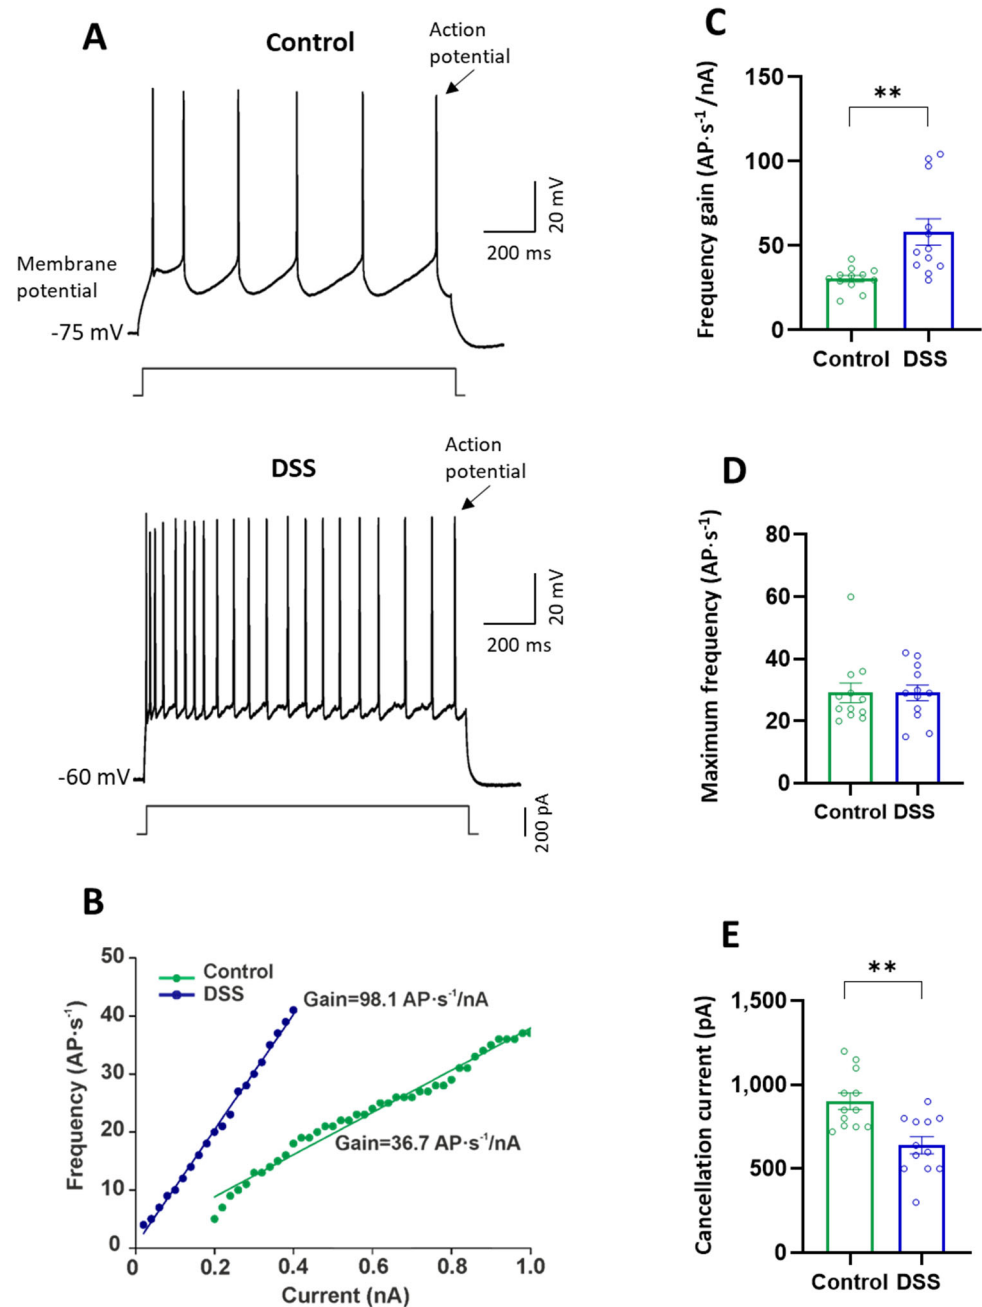 A
Control
Action
potential
20 mV
200 ms
Membrane
potential
-75 mV
DSS
Action
potential
20 mV
200 ms
-60 mV
200 pA
B
50
40
30
20
10
0
Frequency (AP·s⁻¹)
Control
DSS
Gain=98.1 AP·s⁻¹/nA
Gain=36.7 AP·s⁻¹/nA
0 0.2 0.4 0.6 0.8 1.0
Current (nA)
C
150
100
50
0
Frequency gain (AP·s⁻¹/nA)
**
Control DSS
D
80
60
40
20
0
Maximum frequency (AP·s⁻¹)
Control DSS
E
1,500
1,000
500
0
Cancellation current (pA)
**
Control DSS